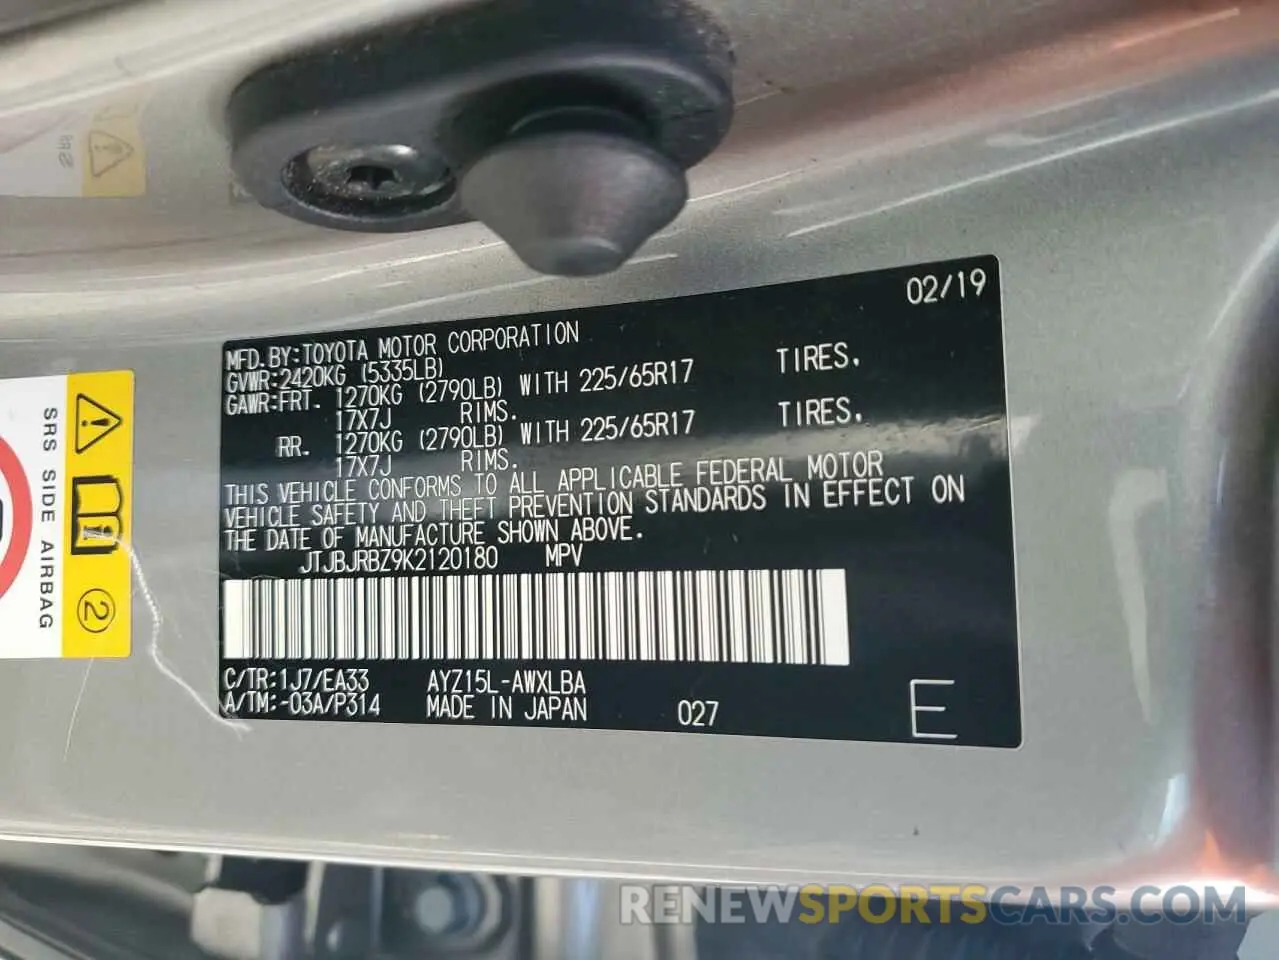 02/19
MFD.BY:TOYOTA MOTOR CORPORATION
GVWR:2420KG (5335LB)
GAWR:FRT. 1270KG (2790LB) WITH 225/65R17 TIRES,
17X7J RIMS.
RR. 1270KG (2790LB) WITH 225/65R17 TIRES,
17X7J RIMS.
THIS VEHICLE CONFORMS TO ALL APPLICABLE FEDERAL MOTOR
VEHICLE SAFETY AND THEFT PREVENTION STANDARDS IN EFFECT ON
THE DATE OF MANUFACTURE SHOWN ABOVE.
JTJBJRBZ9K2120180 MPV
C/TR:1J7/EA33 AYZ15L-AWXLBA
A/TM:-03A/P314 MADE IN JAPAN 027 E
SRS SIDE AIRBAG
2
RR
RENEWSPORTSCARS.COM